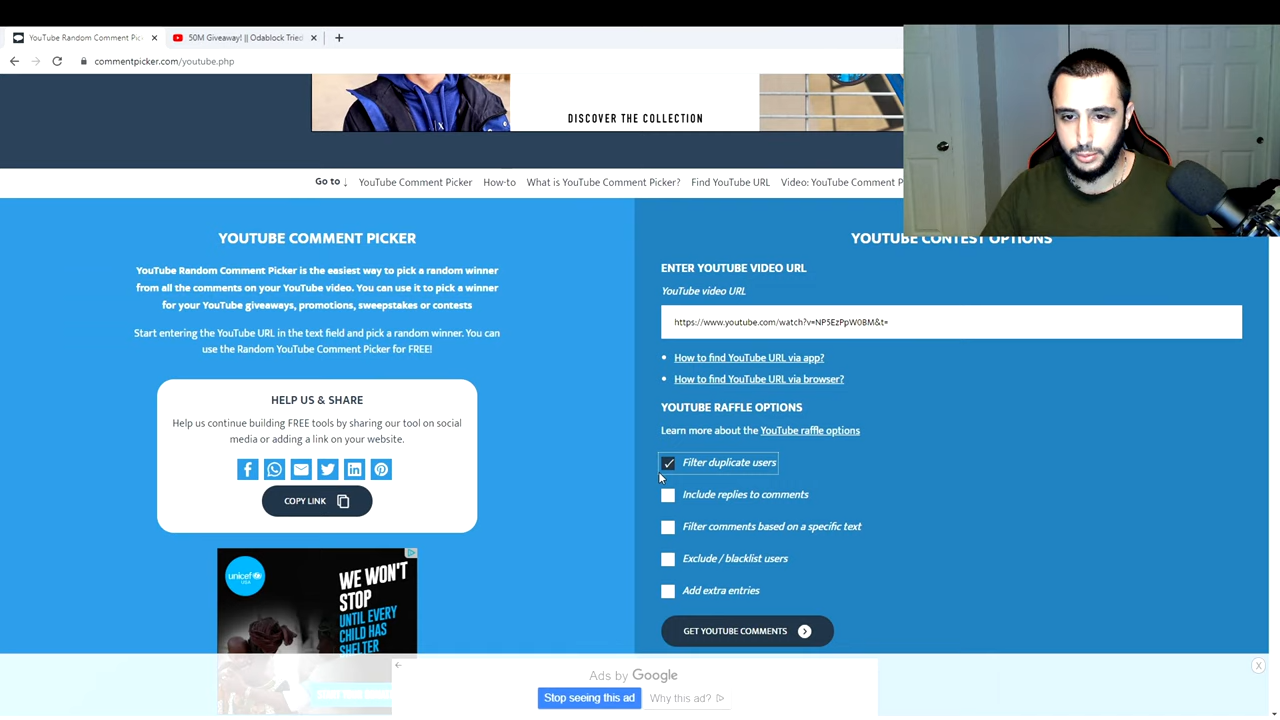 YouTube Random Comment Pic
50M Giveaway! || Odablock Tried
commentpicker.com/youtube.php
DISCOVER THE COLLECTION
Go to ↓ YouTube Comment Picker How-to What is YouTube Comment Picker? Find YouTube URL Video: YouTube Comment P
YOUTUBE COMMENT PICKER
YouTube Random Comment Picker is the easiest way to pick a random winner
from all the comments on your YouTube video. You can use it to pick a winner
for your YouTube giveaways, promotions, sweepstakes or contests
Start entering the YouTube URL in the text field and pick a random winner. You can
use the Random YouTube Comment Picker for FREE!
HELP US & SHARE
Help us continue building FREE tools by sharing our tool on social
media or adding a link on your website.
COPY LINK
unicef
USA
WE WON'T
STOP
UNTIL EVERY
CHILD HAS
SHELTER
YOUTUBE CONTEST OPTIONS
ENTER YOUTUBE VIDEO URL
YouTube video URL
https://www.youtube.com/watch?v=NP5EzPpW0BM&t=
How to find YouTube URL via app?
How to find YouTube URL via browser?
YOUTUBE RAFFLE OPTIONS
Learn more about the YouTube raffle options
Filter duplicate users
Include replies to comments
Filter comments based on a specific text
Exclude / blacklist users
Add extra entries
GET YOUTUBE COMMENTS
Ads by Google
Stop seeing this ad
Why this ad?
X